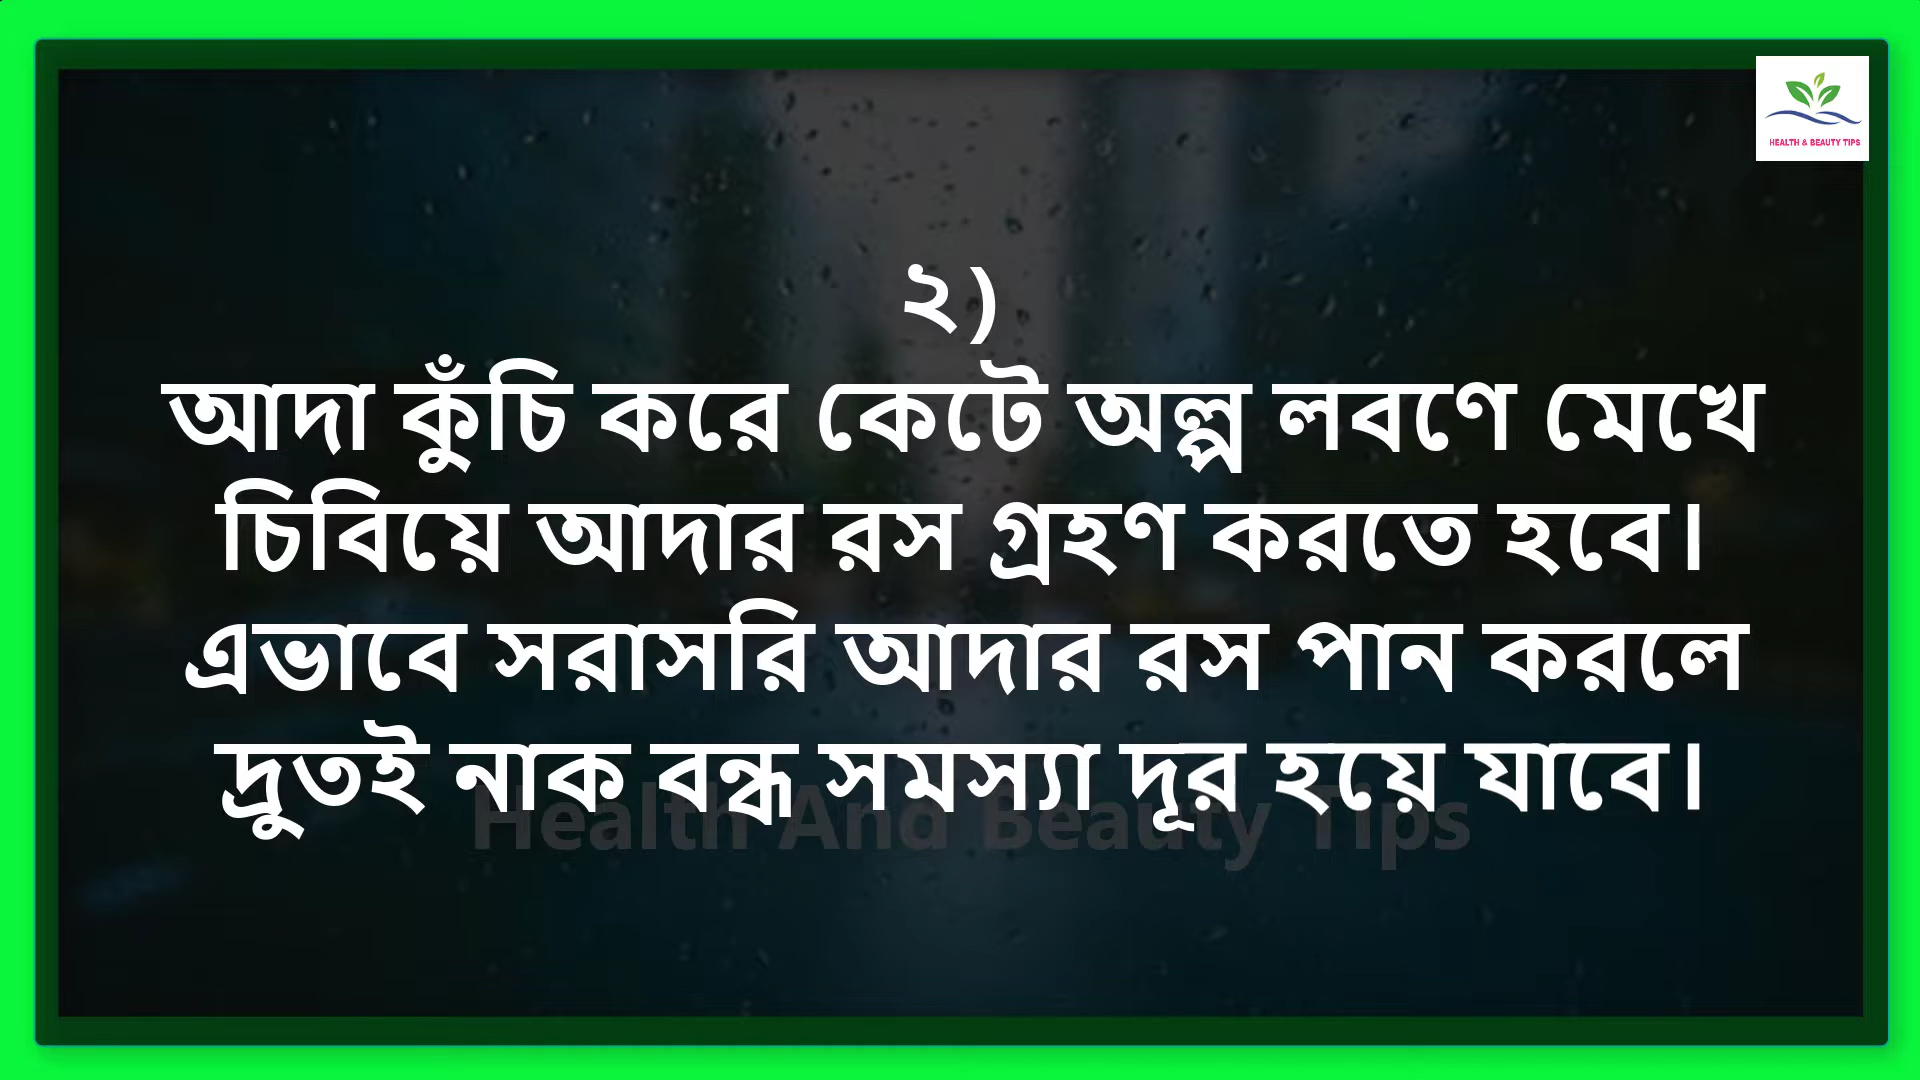 HEALTH & BEAUTY TIPS
২)
আদা কুঁচি করে কেটে অল্প লবণে মেখে
চিবিয়ে আদার রস গ্রহণ করতে হবে।
এভাবে সরাসরি আদার রস পান করলে
দ্রুতই নাক বন্ধ সমস্যা দূর হয়ে যাবে।
Health And Beauty Tips